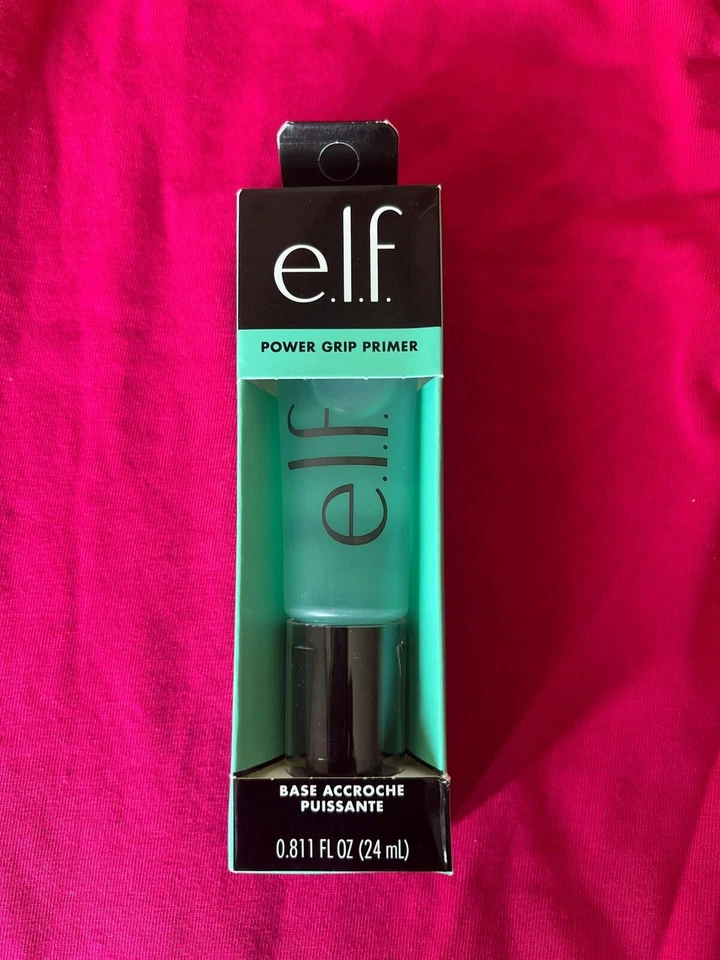 e.l.f.
POWER GRIP PRIMER
e.l.f.
BASE ACCROCHE
PUISSANTE
0.811 FL OZ (24 mL)